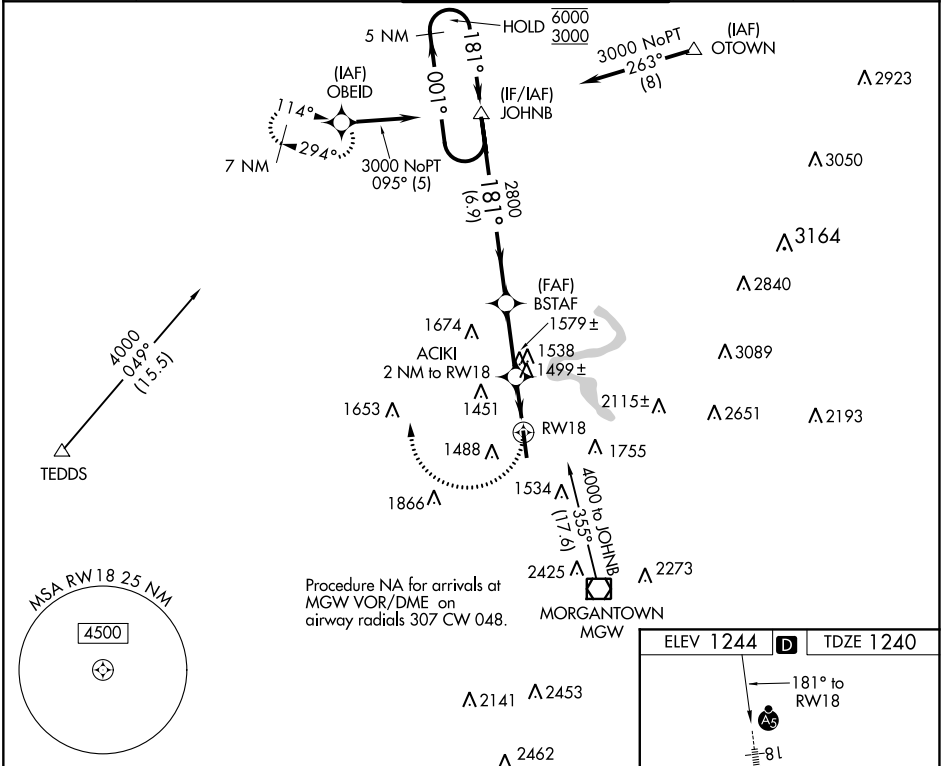 HOLD 6000
3000
5 NM
181°
001°
3000 NoPT
263°
(8)
(IAF)
OTOWN
(IAF)
OBEID
(IF/IAF)
JOHNB
2923
114°
294°
7 NM
3000 NoPT
095° (5)
3050
2800
181°
(6.9)
3164
2840
(FAF)
BSTAF
1674
1579±
1538
3089
ACIKI
2 NM to RW18
1499±
4000
049°
(15.5)
1653
1451
2115±
2651
2193
RW18
TEDDS
1488
1755
1866
1534
4000 to JOHNB
355°
(17.6)
2425
2273
MSA RW18 25 NM
4500
Procedure NA for arrivals at
MGW VOR/DME on
airway radials 307 CW 048.
MORGANTOWN
MGW
ELEV 1244 D TDZE 1240
181° to
RW18
A5
18
2141
2453
2462